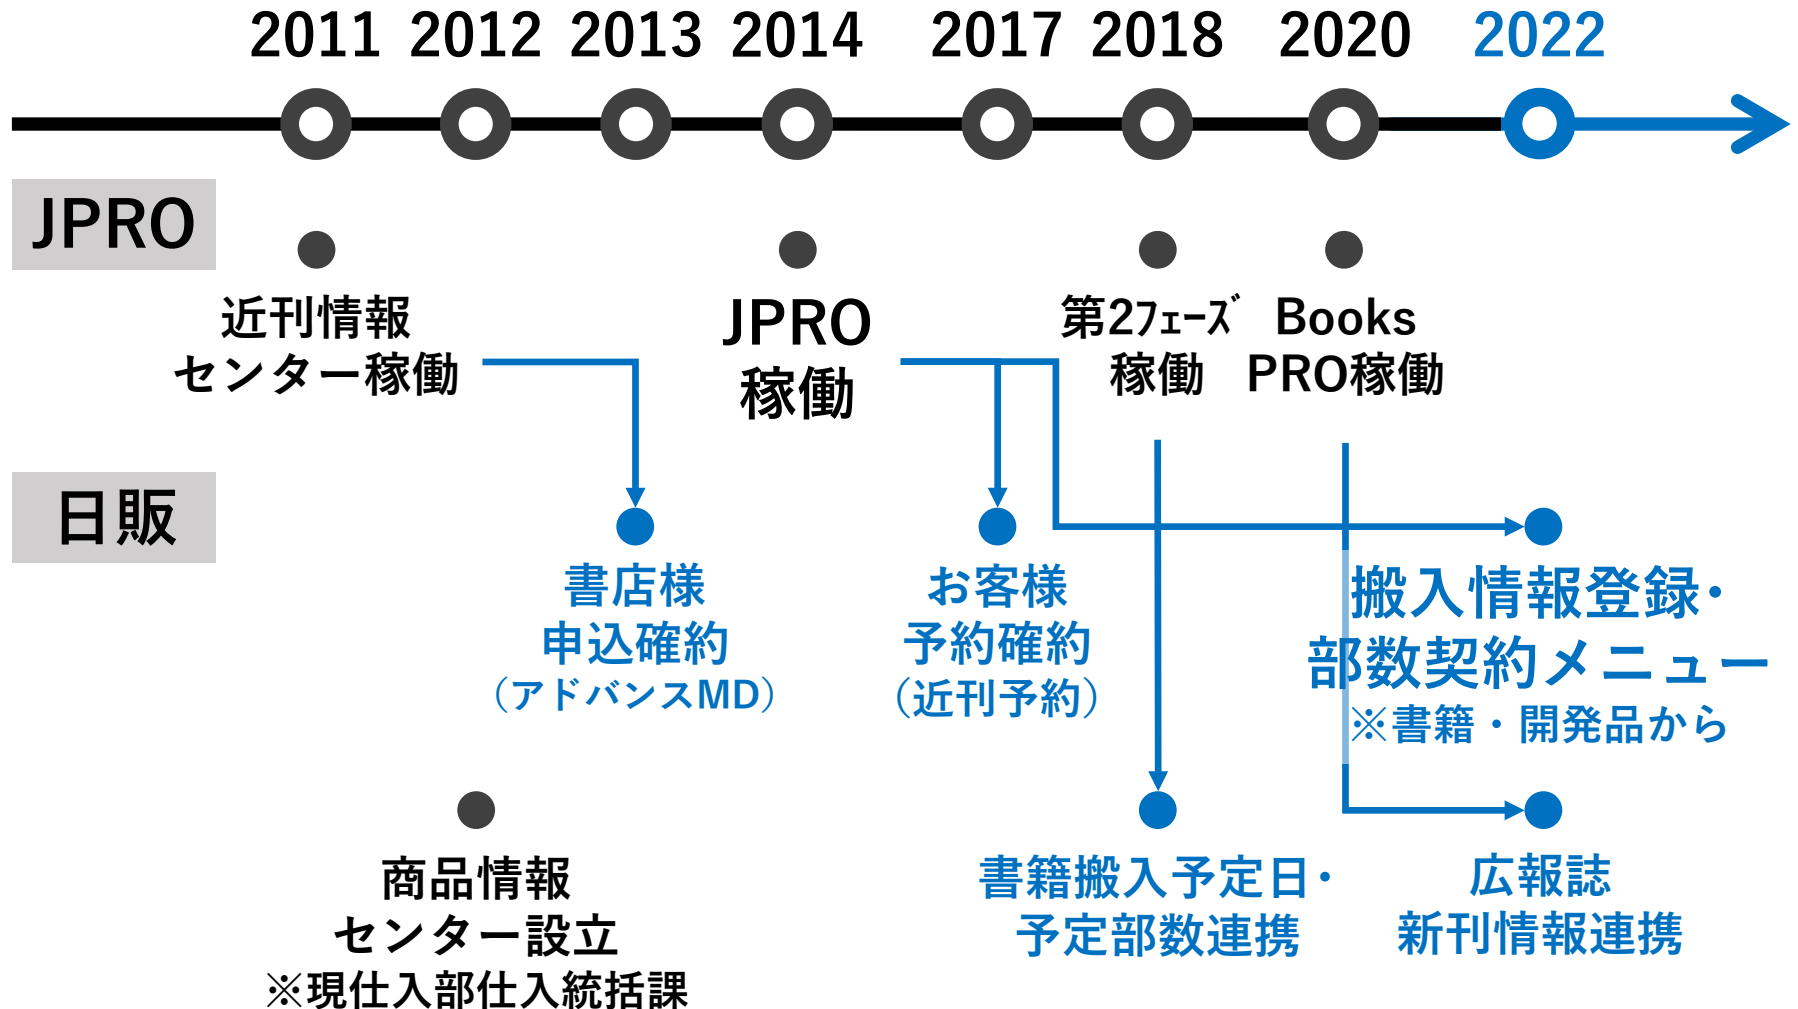 2011 2012 2013 2014 2017 2018 2020 2022
JPRO
近刊情報
センター稼働
JPRO
稼働
第2ﾌｪｰｽﾞ
稼働
Books
PRO稼働
日販
書店様
申込確約
（アドバンスMD）
お客様
予約確約
（近刊予約）
搬入情報登録･
部数契約メニュー
※書籍・開発品から
商品情報
センター設立
※現仕入部仕入統括課
書籍搬入予定日･
予定部数連携
広報誌
新刊情報連携